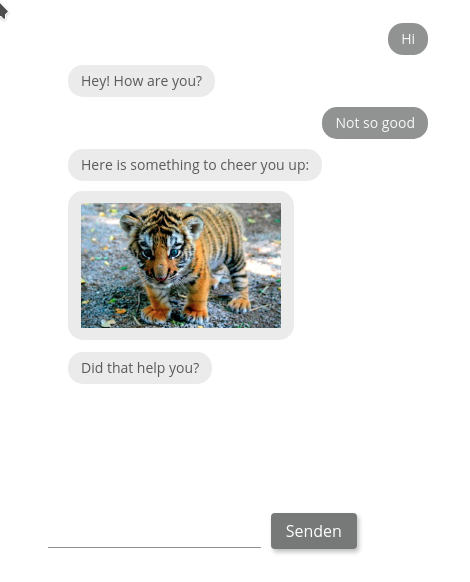 Hi
Hey! How are you?
Not so good
Here is something to cheer you up:
Did that help you?
Senden